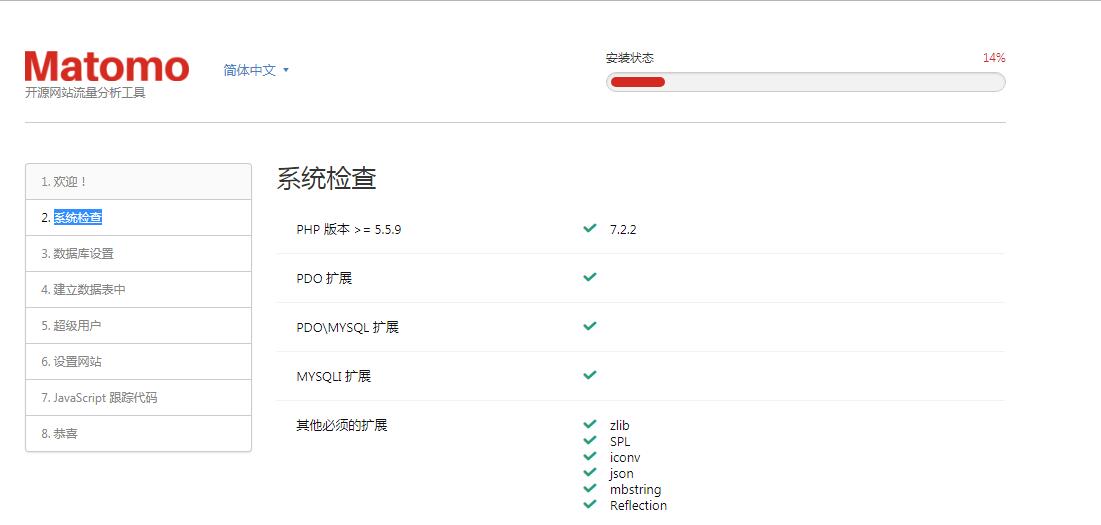 Matomo
简体中文
开源网站流量分析工具
安装状态 14%
1. 欢迎！
2. 系统检查
3. 数据库设置
4. 建立数据表中
5. 超级用户
6. 设置网站
7. JavaScript 跟踪代码
8. 恭喜
系统检查
PHP 版本 >= 5.5.9 7.2.2
PDO 扩展
PDO\MYSQL 扩展
MYSQLI 扩展
其他必须的扩展 zlib
SPL
iconv
json
mbstring
Reflection